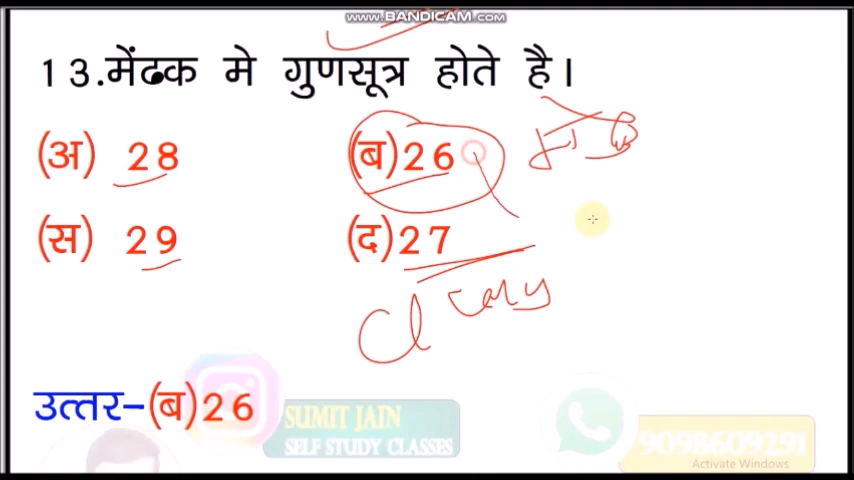 WWW.BANDICAM.COM
13.मेंढक मे गुणसूत्र होते है।
(अ) 28 (ब)26
(स) 29 (द)27
उत्तर-(ब)26
SUMIT JAIN
SELF STUDY CLASSES
9098609291
Activate Windows